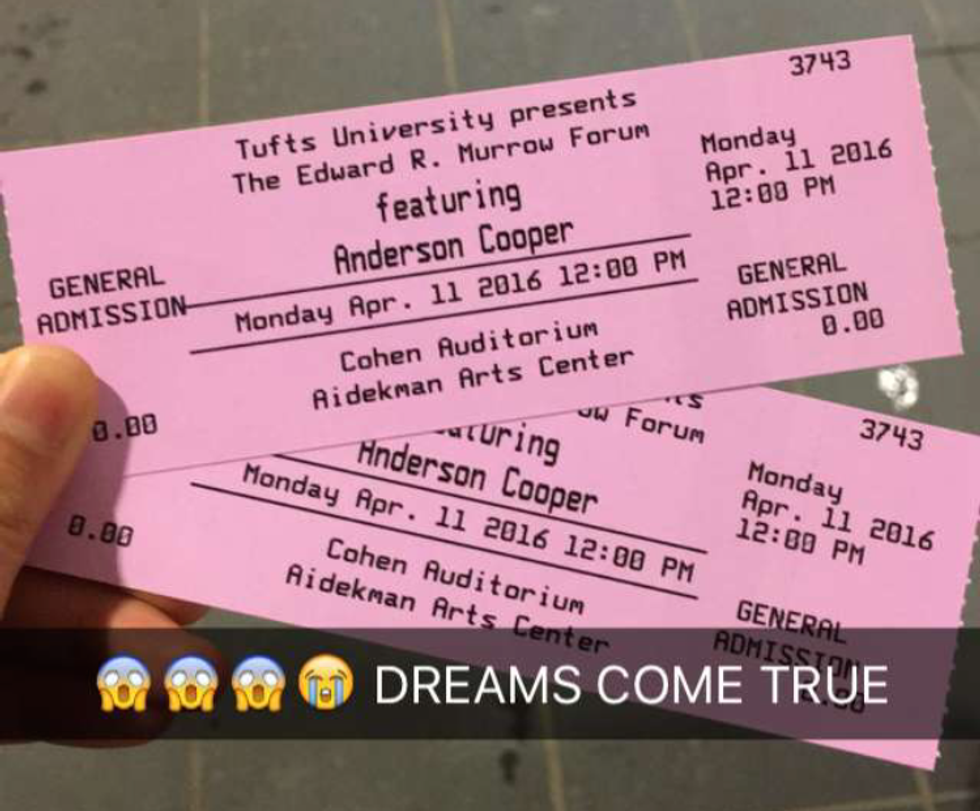 3743
Tufts University presents
The Edward R. Murrow Forum
featuring
Anderson Cooper
Monday Apr. 11 2016 12:00 PM
Cohen Auditorium
Aidekman Arts Center
GENERAL
ADMISSION
0.00
Monday
Apr. 11 2016
12:00 PM
GENERAL
ADMISSION
0.00
3743
Forum
Anderson Cooper
Monday Apr. 11 2016 12:00 PM
Cohen Auditorium
Aidekman Arts Center
0.00
Monday
Apr. 11 2016
12:00 PM
GENERAL
ADMISSION
😱😱😱😭 DREAMS COME TRUE